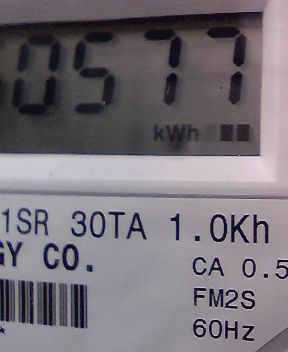 0577
kWh
1SR 30TA 1.0Kh
GY CO.
CA 0.5
FM2S
60Hz